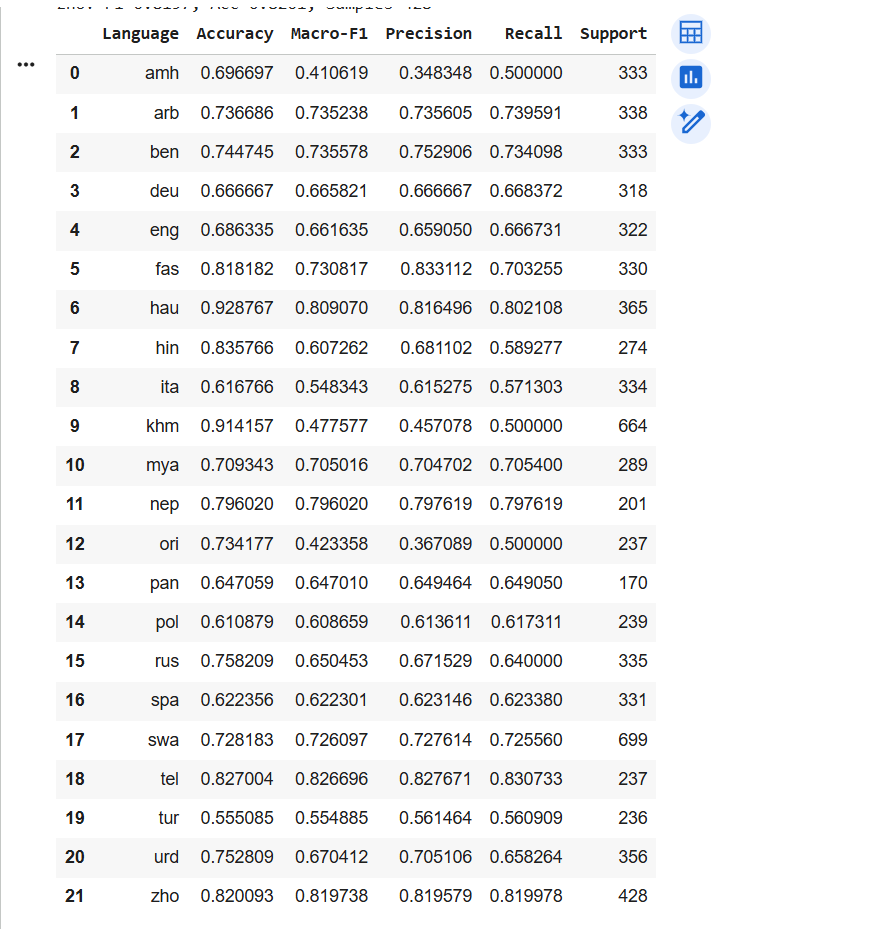 Language Accuracy Macro-F1 Precision Recall Support
0 amh 0.696697 0.410619 0.348348 0.500000 333
1 arb 0.736686 0.735238 0.735605 0.739591 338
2 ben 0.744745 0.735578 0.752906 0.734098 333
3 deu 0.666667 0.665821 0.666667 0.668372 318
4 eng 0.686335 0.661635 0.659050 0.666731 322
5 fas 0.818182 0.730817 0.833112 0.703255 330
6 hau 0.928767 0.809070 0.816496 0.802108 365
7 hin 0.835766 0.607262 0.681102 0.589277 274
8 ita 0.616766 0.548343 0.615275 0.571303 334
9 khm 0.914157 0.477577 0.457078 0.500000 664
10 mya 0.709343 0.705016 0.704702 0.705400 289
11 nep 0.796020 0.796020 0.797619 0.797619 201
12 ori 0.734177 0.423358 0.367089 0.500000 237
13 pan 0.647059 0.647010 0.649464 0.649050 170
14 pol 0.610879 0.608659 0.613611 0.617311 239
15 rus 0.758209 0.650453 0.671529 0.640000 335
16 spa 0.622356 0.622301 0.623146 0.623380 331
17 swa 0.728183 0.726097 0.727614 0.725560 699
18 tel 0.827004 0.826696 0.827671 0.830733 237
19 tur 0.555085 0.554885 0.561464 0.560909 236
20 urd 0.752809 0.670412 0.705106 0.658264 356
21 zho 0.820093 0.819738 0.819579 0.819978 428